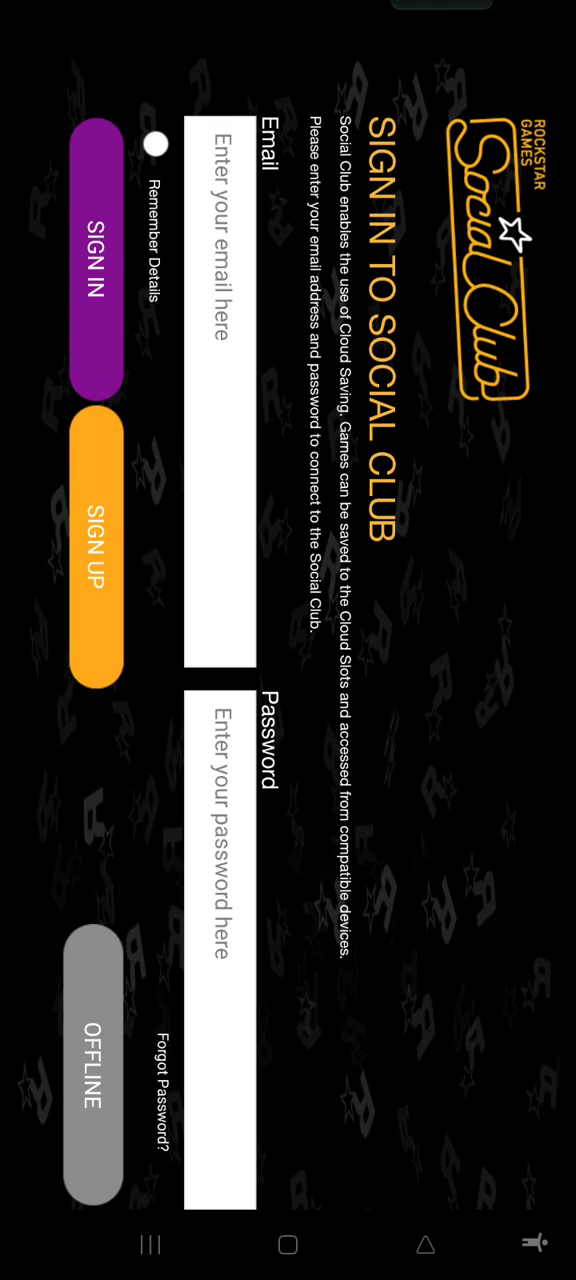 ROCKSTAR
GAMES
Social Club
SIGN IN TO SOCIAL CLUB
Social Club enables the use of Cloud Saving. Games can be saved to the Cloud Slots and accessed from compatible devices.
Please enter your email address and password to connect to the Social Club.
Email
Password
Enter your email here
Enter your password here
Remember Details
Forgot Password?
SIGN IN
SIGN UP
OFFLINE